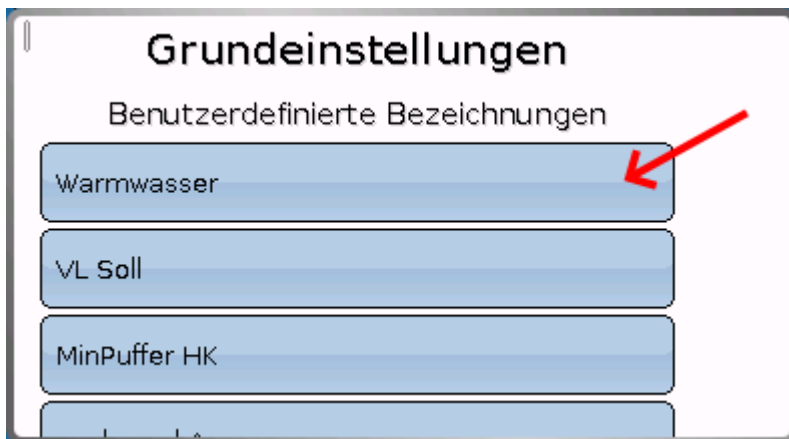 Grundeinstellungen
Benutzerdefinierte Bezeichnungen
Warmwasser
VL Soll
MinPuffer HK